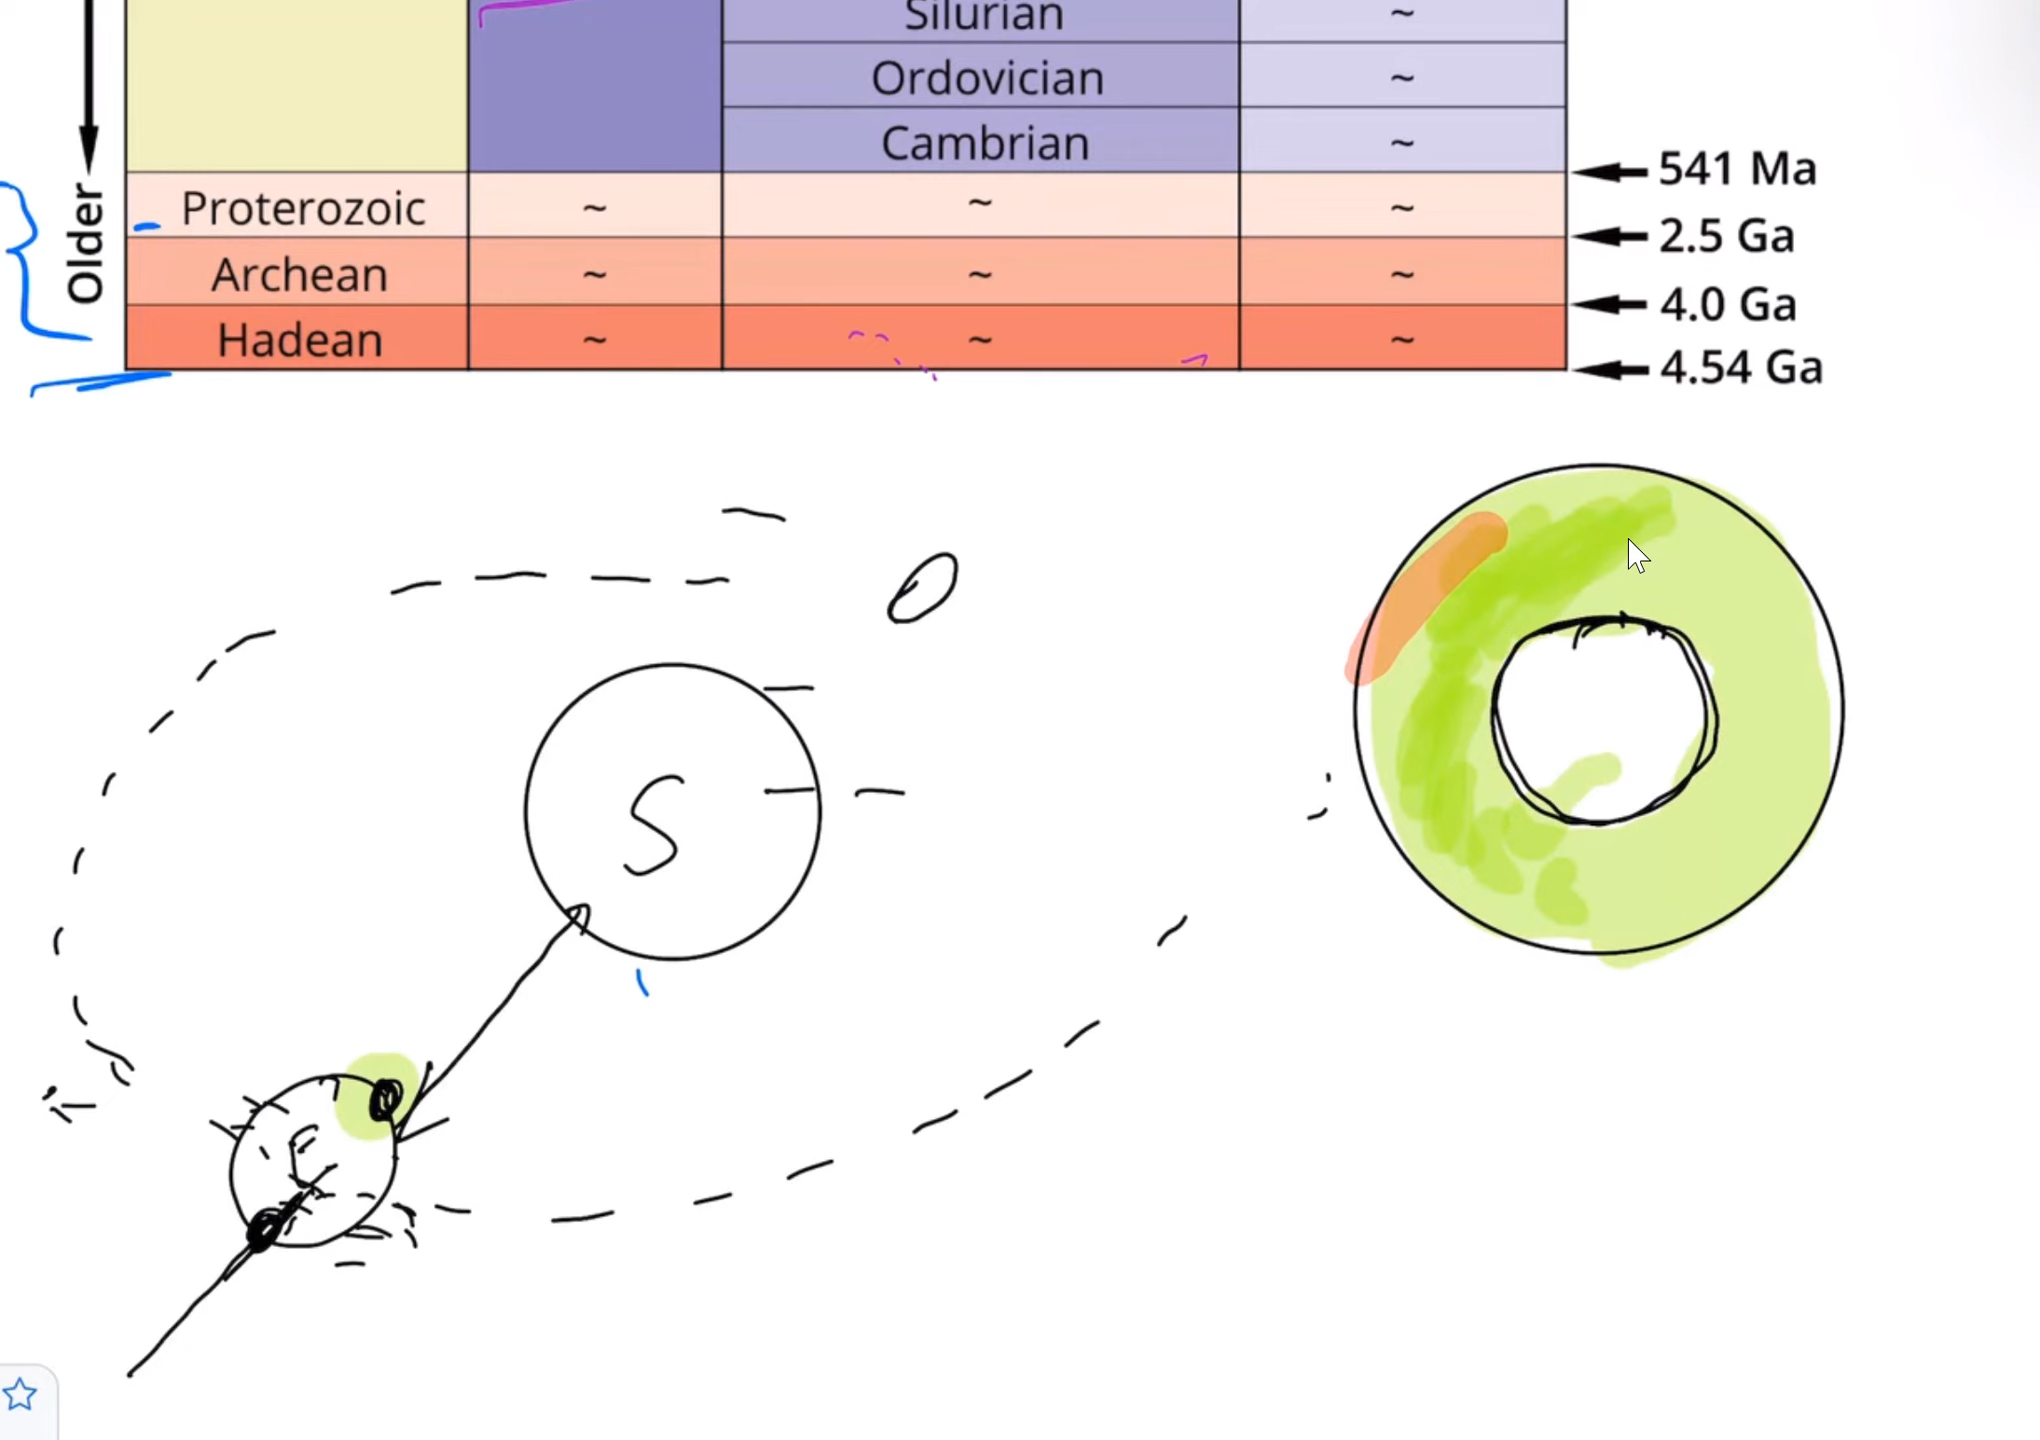 Silurian ~
Ordovician ~
Cambrian ~
541 Ma
Older
Proterozoic ~ ~ ~
2.5 Ga
Archean ~ ~ ~
4.0 Ga
Hadean ~ ~ ~
4.54 Ga
S
E